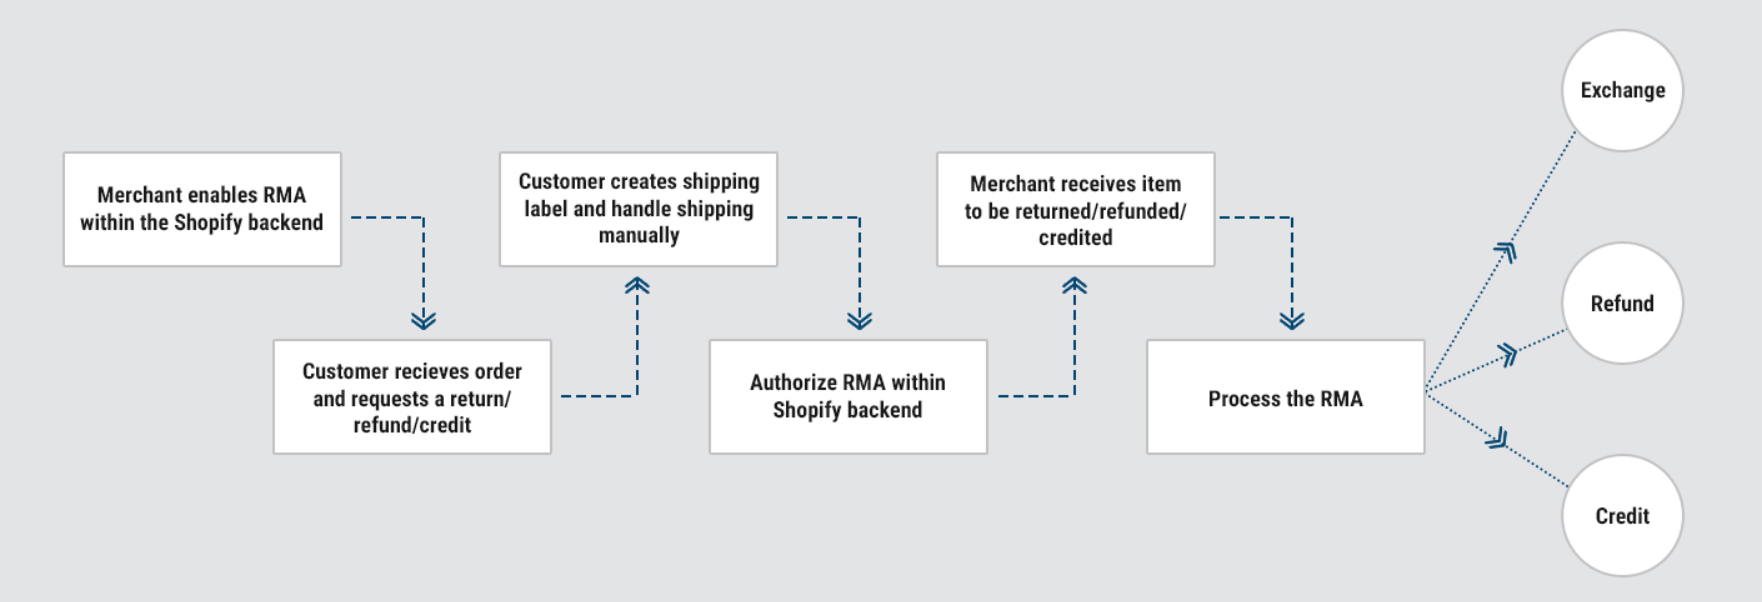 Merchant enables RMA
within the Shopify backend
Customer recieves order
and requests a return/
refund/credit
Customer creates shipping
label and handle shipping
manually
Authorize RMA within
Shopify backend
Merchant receives item
to be returned/refunded/
credited
Process the RMA
Exchange
Refund
Credit